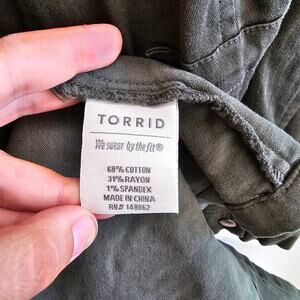 TORRID
We swear by the fit®
68% COTTON
31% RAYON
1% SPANDEX
MADE IN CHINA
RN# 148862